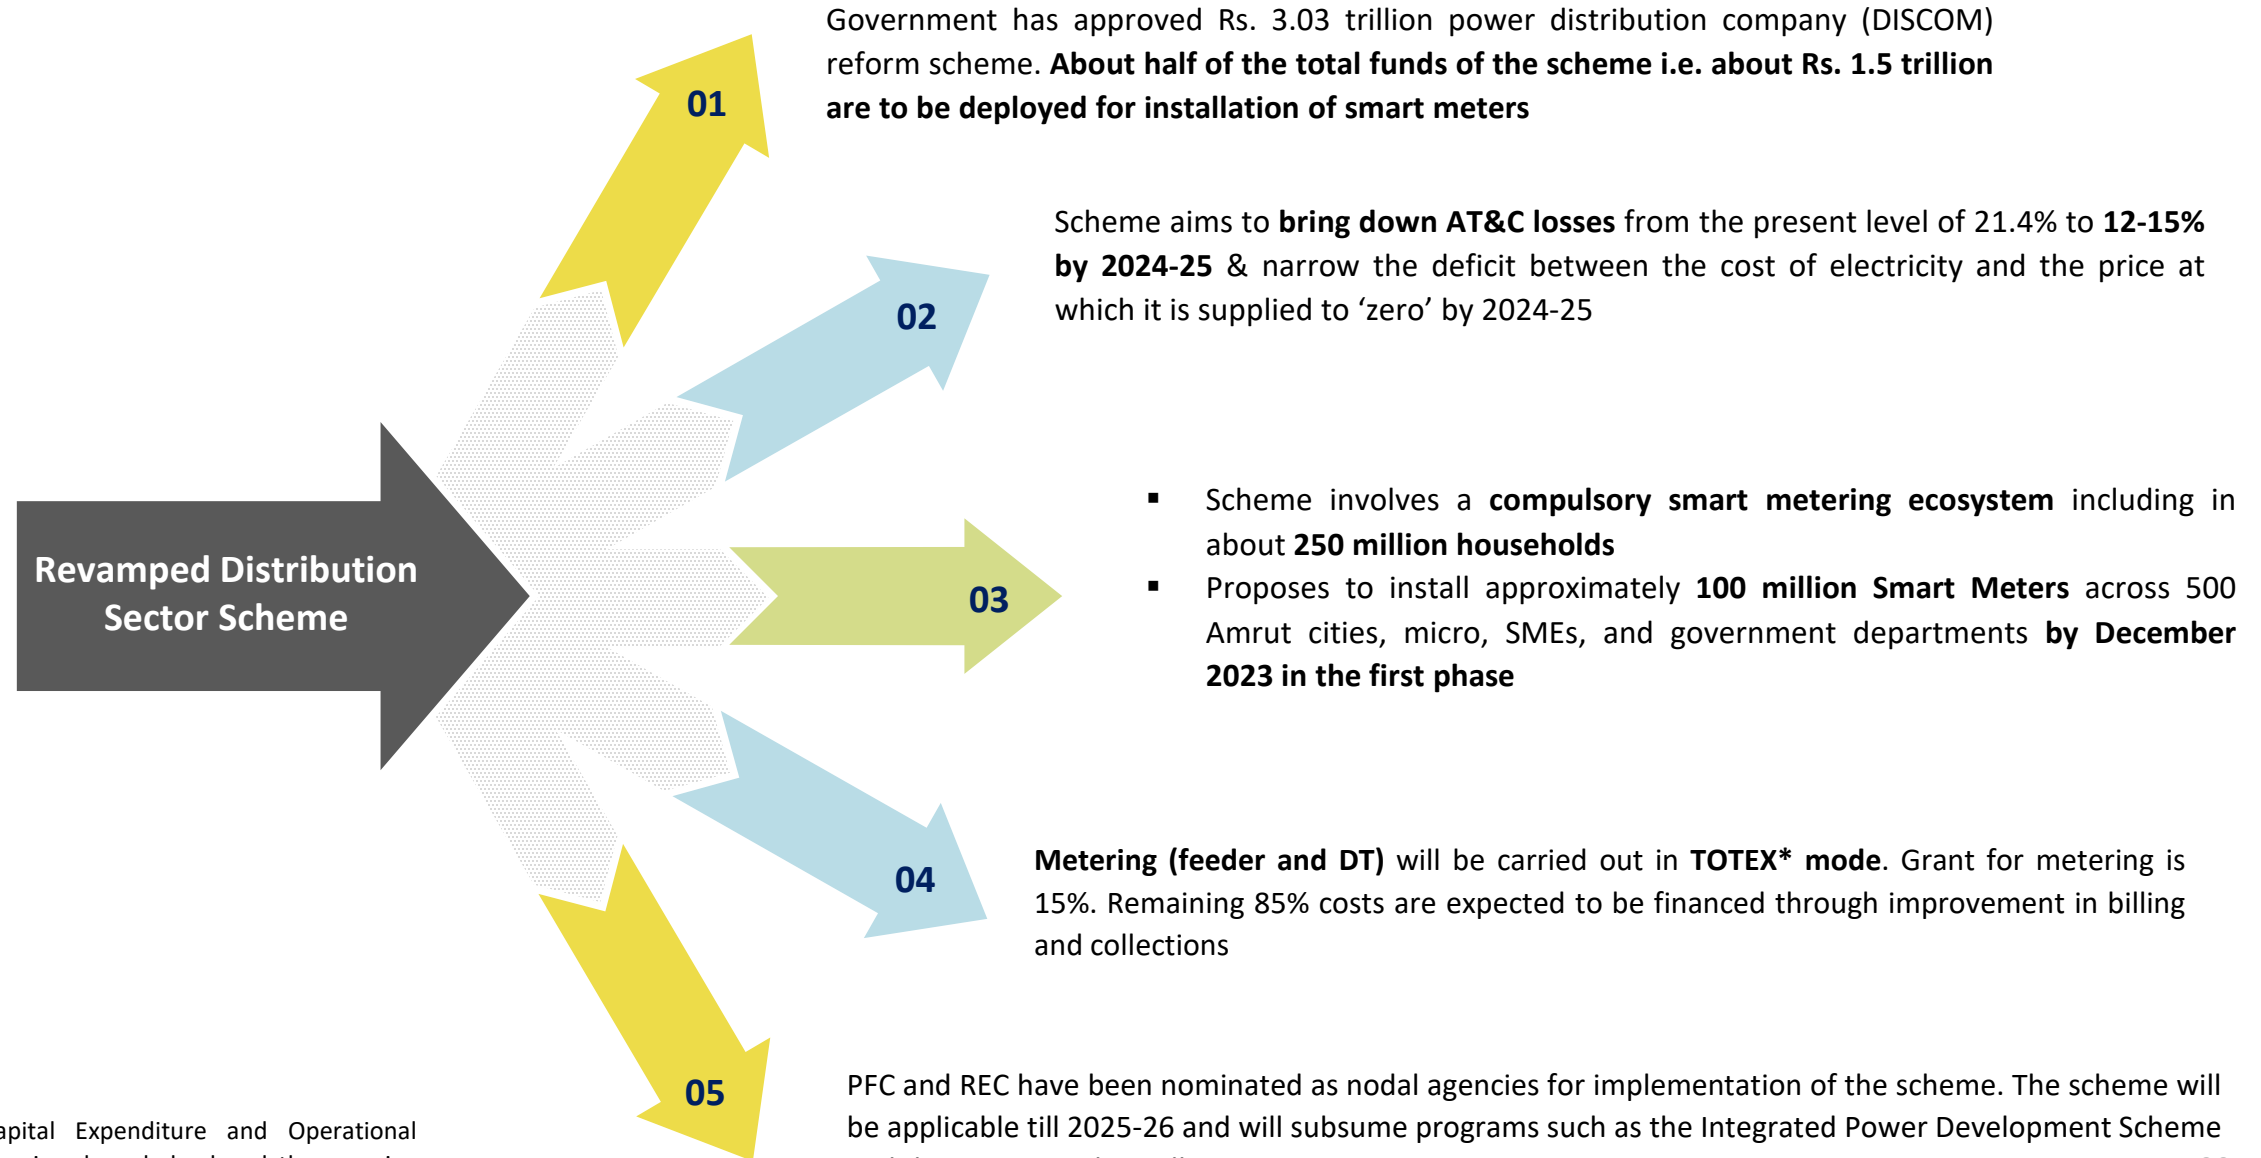 Government has approved Rs. 3.03 trillion power distribution company (DISCOM)
reform scheme. About half of the total funds of the scheme i.e. about Rs. 1.5 trillion
are to be deployed for installation of smart meters
01
Scheme aims to bring down AT&C losses from the present level of 21.4% to 12-15%
by 2024-25 & narrow the deficit between the cost of electricity and the price at
which it is supplied to ‘zero’ by 2024-25
02
Revamped Distribution
Sector Scheme
▪ Scheme involves a compulsory smart metering ecosystem including in
about 250 million households
▪ Proposes to install approximately 100 million Smart Meters across 500
Amrut cities, micro, SMEs, and government departments by December
2023 in the first phase
03
Metering (feeder and DT) will be carried out in TOTEX* mode. Grant for metering is
15%. Remaining 85% costs are expected to be financed through improvement in billing
and collections
04
PFC and REC have been nominated as nodal agencies for implementation of the scheme. The scheme will
be applicable till 2025-26 and will subsume programs such as the Integrated Power Development Scheme
05
apital Expenditure and Operational